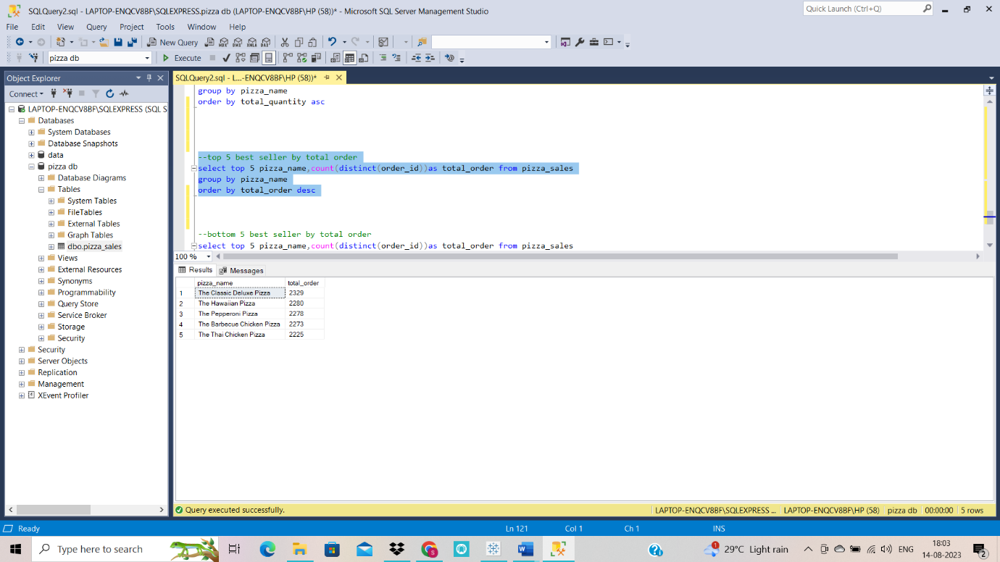 SQLQuery2.sql - LAPTOP-ENQCV8BF\SQLEXPRESS.pizza db (LAPTOP-ENQCV8BF\HP (58))* - Microsoft SQL Server Management Studio
Quick Launch (Ctrl+Q)
File Edit View Query Project Tools Window Help
New Query
pizza db
Execute
Object Explorer
SQLQuery2.sql - L...-ENQCV8BF\HP (58))*
Connect
LAPTOP-ENQCV8BF\SQLEXPRESS (SQL S
Databases
System Databases
Database Snapshots
data
pizza db
Database Diagrams
Tables
System Tables
FileTables
External Tables
Graph Tables
dbo.pizza_sales
Views
External Resources
Synonyms
Programmability
Query Store
Service Broker
Storage
Security
Security
Server Objects
Replication
Management
XEvent Profiler
group by pizza_name
order by total_quantity asc
--top 5 best seller by total order
select top 5 pizza_name,count(distinct(order_id))as total_order from pizza_sales
group by pizza_name
order by total_order desc
--bottom 5 best seller by total order
select top 5 pizza_name,count(distinct(order_id))as total_order from pizza_sales
100 %
Results Messages
pizza_name total_order
1 The Classic Deluxe Pizza 2329
2 The Hawaiian Pizza 2280
3 The Pepperoni Pizza 2278
4 The Barbecue Chicken Pizza 2273
5 The Thai Chicken Pizza 2225
Query executed successfully.
LAPTOP-ENQCV8BF\SQLEXPRESS ... LAPTOP-ENQCV8BF\HP (58) pizza db 00:00:00 5 rows
Ready Ln 121 Col 1 Ch 1 INS
Type here to search
29°C Light rain
ENG
18:03
14-08-2023